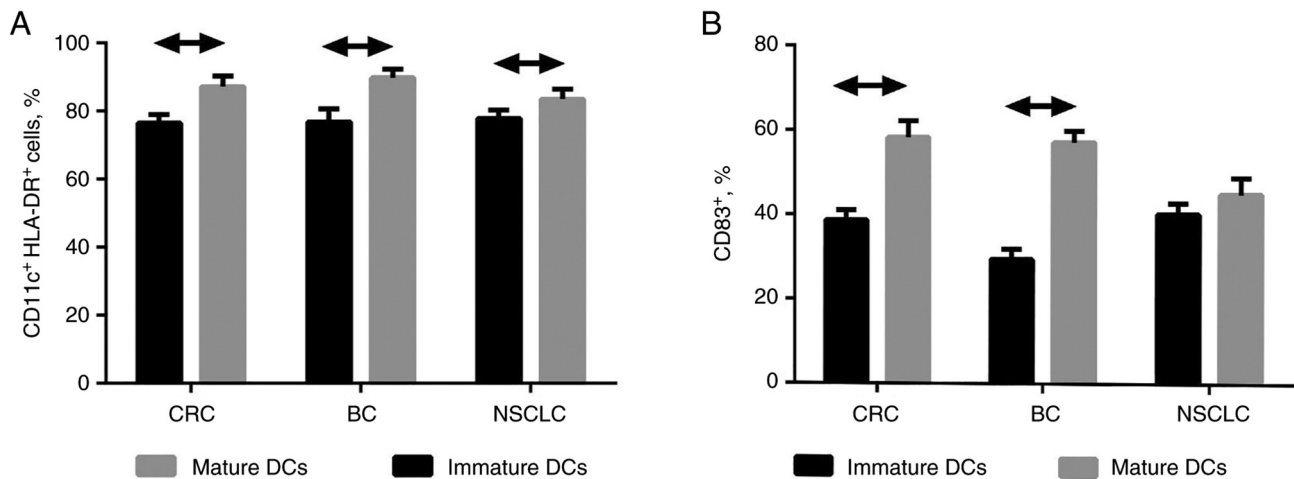 A
CD11c+ HLA-DR+ cells, %
100
80
60
40
20
0
CRC BC NSCLC
Mature DCs Immature DCs
B
CD83+, %
80
60
40
20
0
CRC BC NSCLC
Immature DCs Mature DCs